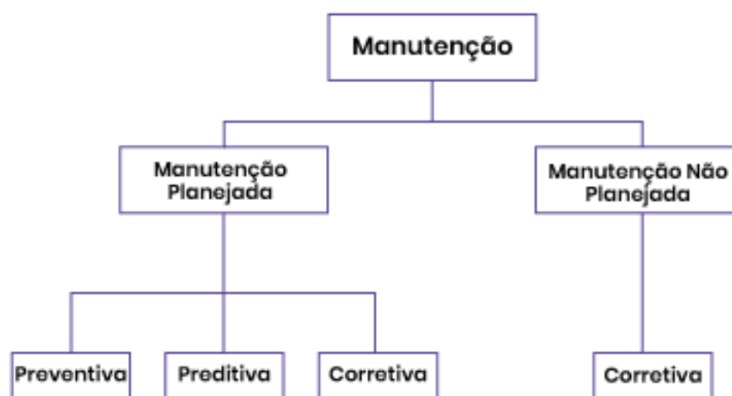 Manutenção
Manutenção
Planejada
Manutenção Não
Planejada
Preventiva
Preditiva
Corretiva
Corretiva